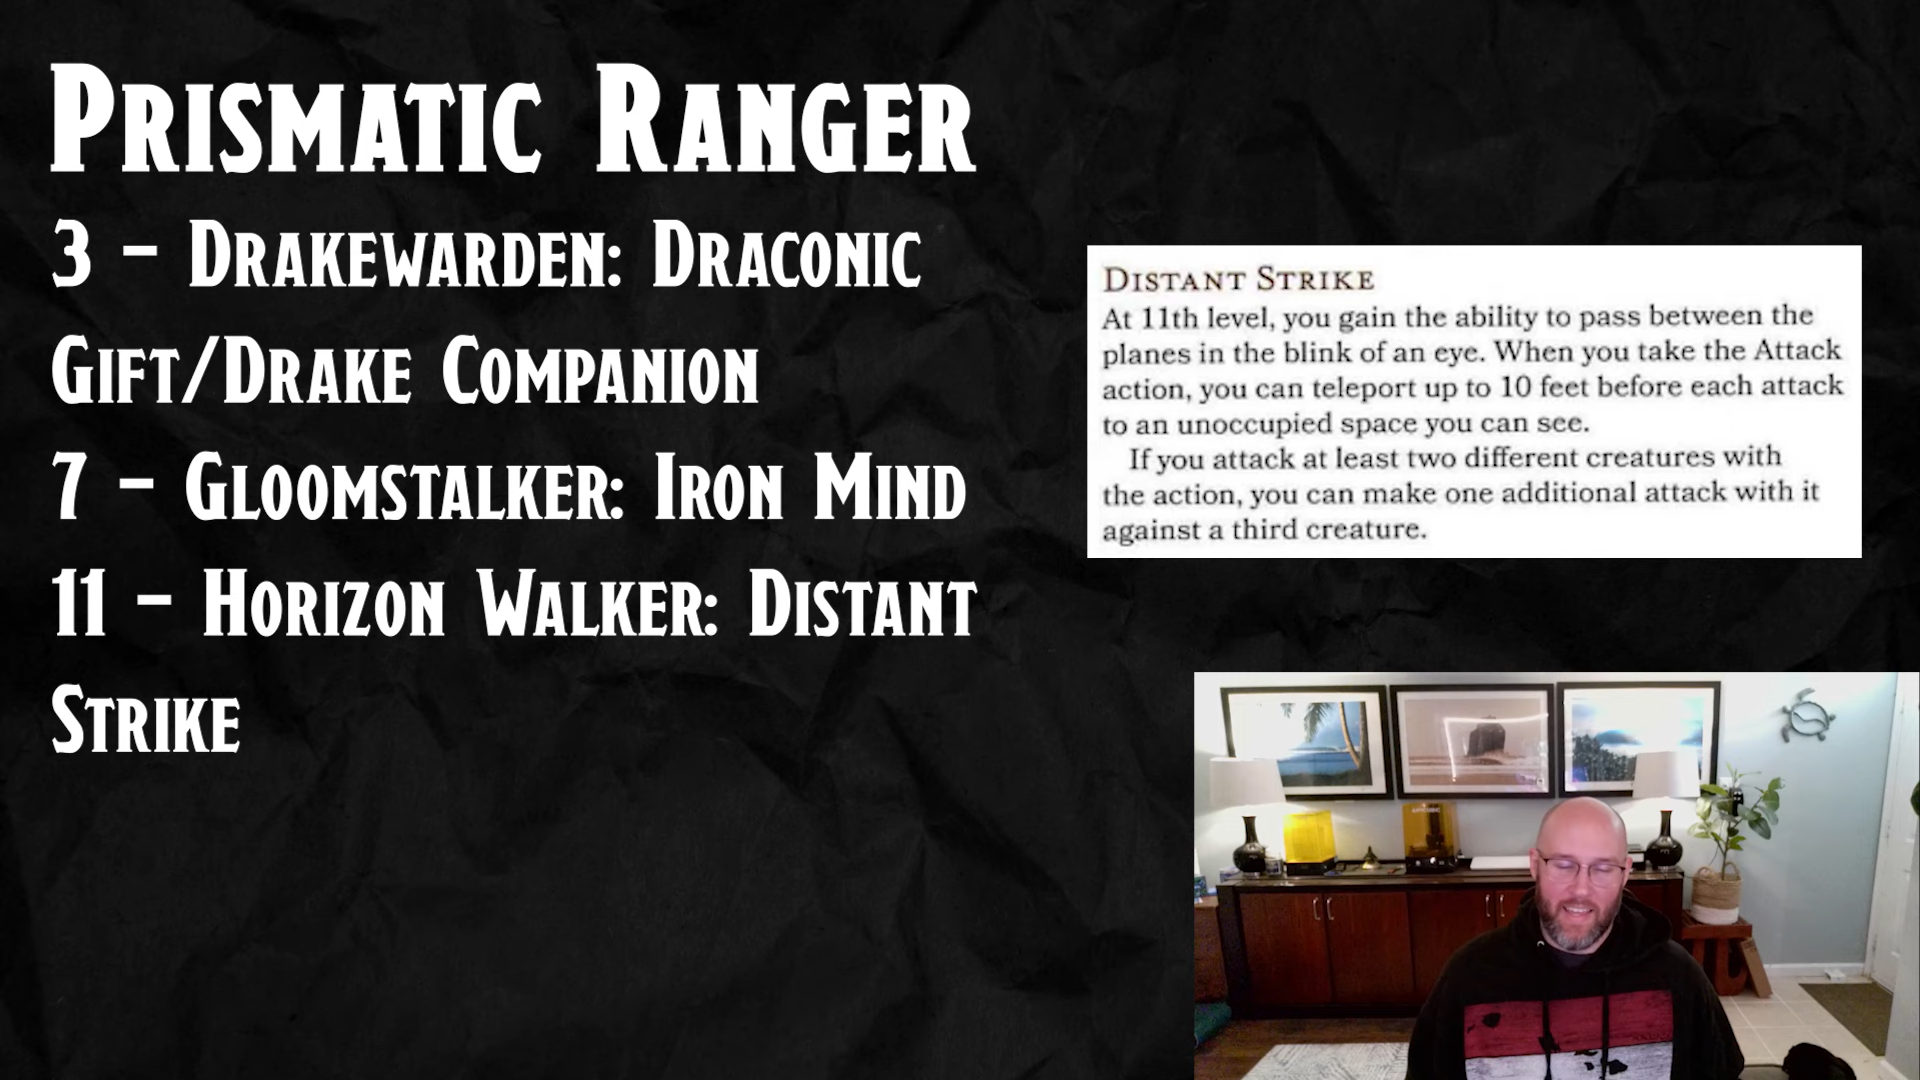 Prismatic Ranger
3 – Drakewarden: Draconic
Gift/Drake Companion
7 – Gloomstalker: Iron Mind
11 – Horizon Walker: Distant
Strike
Distant Strike
At 11th level, you gain the ability to pass between the
planes in the blink of an eye. When you take the Attack
action, you can teleport up to 10 feet before each attack
to an unoccupied space you can see.
If you attack at least two different creatures with
the action, you can make one additional attack with it
against a third creature.